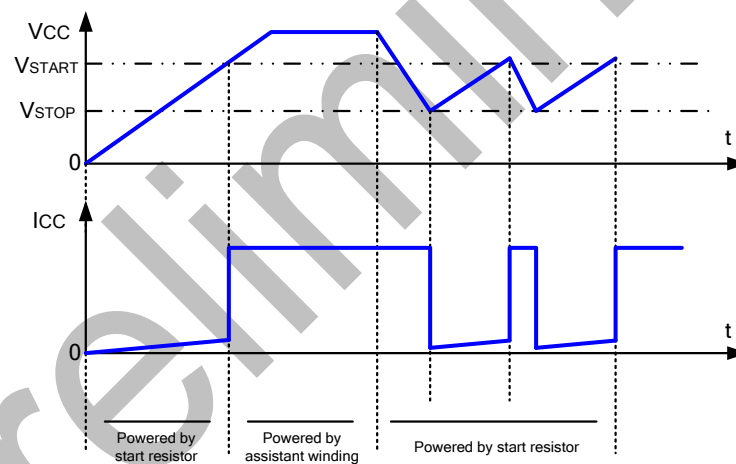 VCC
VSTART
VSTOP
0
t
ICC
0
t
Powered by
start resistor
Powered by
assistant winding
Powered by start resistor